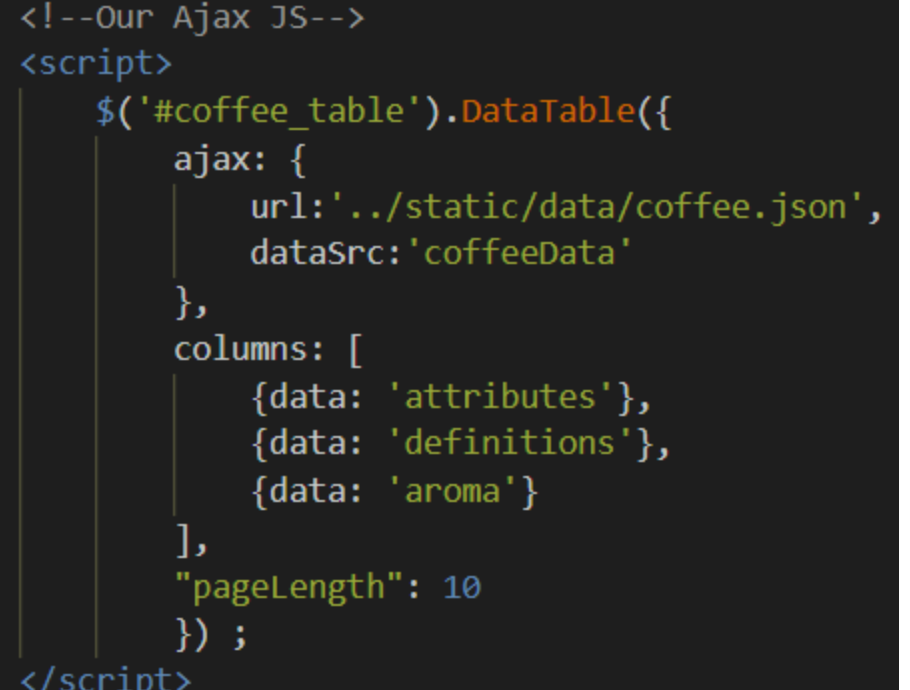 <!--Our Ajax JS-->
<script>
$('#coffee_table').DataTable({
ajax: {
url:'../static/data/coffee.json',
dataSrc:'coffeeData'
},
columns: [
{data: 'attributes'},
{data: 'definitions'},
{data: 'aroma'}
],
"pageLength": 10
}) ;
</script>